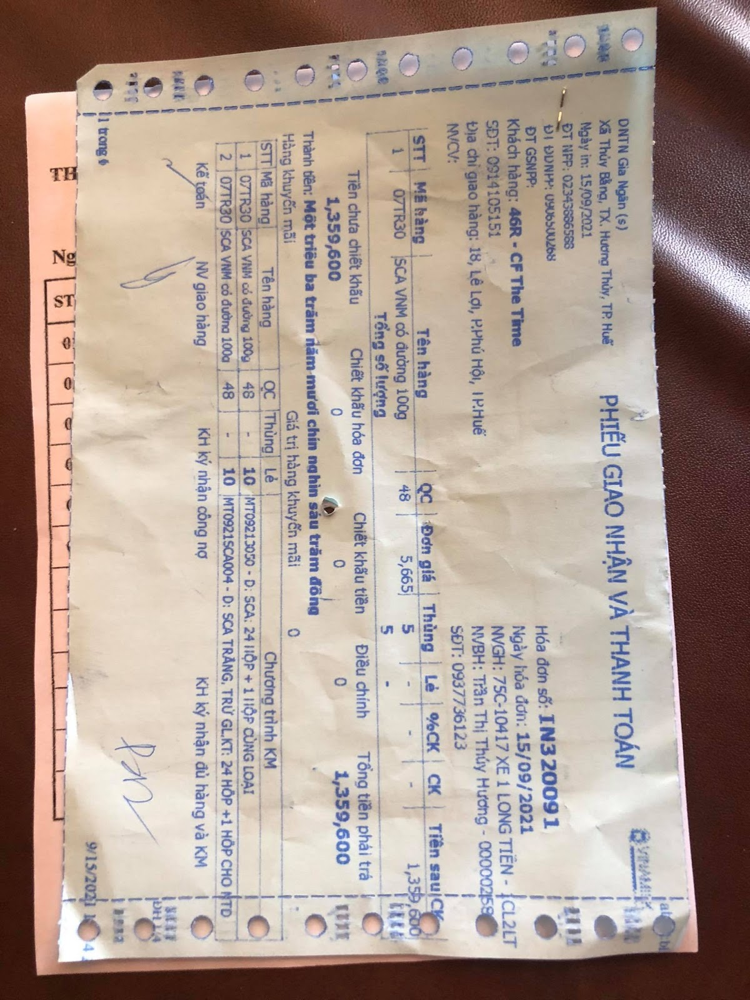 PHIẾU GIAO NHẬN VÀ THANH TOÁN
VINAMILK
DNTN Gia Ngân (s)
Xã Thủy Bằng, TX. Hương Thủy, TP. Huế
Ngày in: 15/09/2021
ĐT NPP: 02343886588
ĐT ĐDNPP: 0906500268
ĐT GSNPP:
Khách hàng: 46R - CF The Time
SĐT: 0914105151
Địa chỉ giao hàng: 18, Lê Lợi, P.Phú Hội, TP.Huế
NVCV:
Hóa đơn số: IN320091
Ngày hóa đơn: 15/09/2021
NVGH: 75C-10417 XE 1 LONG TIẾN - 1CL2LT
NVBH: Trần Thị Thúy Hương - 000002158
SĐT: 0937736123
STT Mã hàng Tên hàng QC Đơn giá Thùng Lẻ %CK CK Tiền sau CK
1 07TR30 SCA VNM có đường 100g 48 5,665 5 - - - 1,359,600
Tổng số lượng 5 -
Tiền chưa chiết khấu Chiết khấu hóa đơn Chiết khấu tiền Điều chỉnh Tổng tiền phải trả
1,359,600 0 0 0 1,359,600
Thành tiền: Một triệu ba trăm năm mươi chín nghìn sáu trăm đồng
Hàng khuyến mãi Giá trị hàng khuyến mãi 0
STT Mã hàng Tên hàng QC Thùng Lẻ Chương trình KM
1 07TR30 SCA VNM có đường 100g 48 - 10 MT09213050 - D: SCA: 24 HỘP + 1 HỘP CÙNG LOẠI
2 07TR30 SCA VNM có đường 100g 48 - 10 MT0921SCA004 - D: SCA TRẮNG, TRỪ GL,KT: 24 HỘP +1 HỘP CHO NTD
Kế toán NV giao hàng KH ký nhận công nợ KH ký nhận đủ hàng và KM
1 trong 6
9/15/2021
TH
Ng
ST